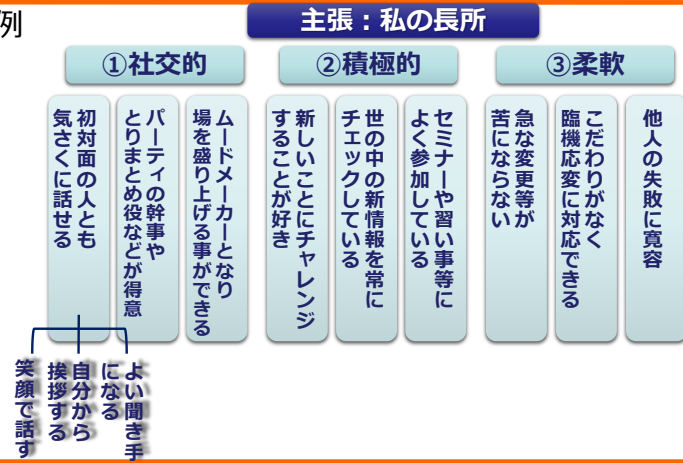 例
主張：私の長所
①社交的
②積極的
③柔軟
初対面の人とも
気さくに話せる
パーティの幹事や
とりまとめ役などが得意
ムードメーカーとなり
場を盛り上げる事ができる
新しいことにチャレンジ
することが好き
世の中の新情報を常に
チェックしている
セミナーや習い事等に
よく参加している
急な変更等が
苦にならない
こだわりがなく
臨機応変に対応できる
他人の失敗に寛容
よい聞き手
になる
自分から
挨拶する
笑顔で話す